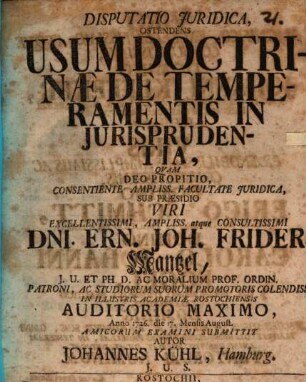 DISPUTATIO JURIDICA, 21.
OSTENDENS
USUM DOCTRI-
NÆ DE TEMPE-
RAMENTIS IN
JURISPRUDEN-
TIA,
QVAM
DEO PROPITIO,
CONSENTIENTE AMPLISS. FACULTATE JURIDICA,
SUB PRÆSIDIO
VIRI
EXCELLENTISSIMI, AMPLISS. atque CONSULTISSIMI
DNI. ERN. JOH. FRIDER.
Mantzel,
J. U. ET PH D. AC MORALIUM PROF. ORDIN.
PATRONI, AC STUDIORUM SUORUM PROMOTORIS COLENDIS
IN ILLUSTRIS ACADEMIÆ ROSTOCHIENSIS
AUDITORIO MAXIMO,
Anno 1726. die 17. Mensis August.
AMICORUM EXAMINI SUBMITTIT
AUTOR
JOHANNES KÜHL, Hamburg.
J. U. S.
ROSTOCHII,